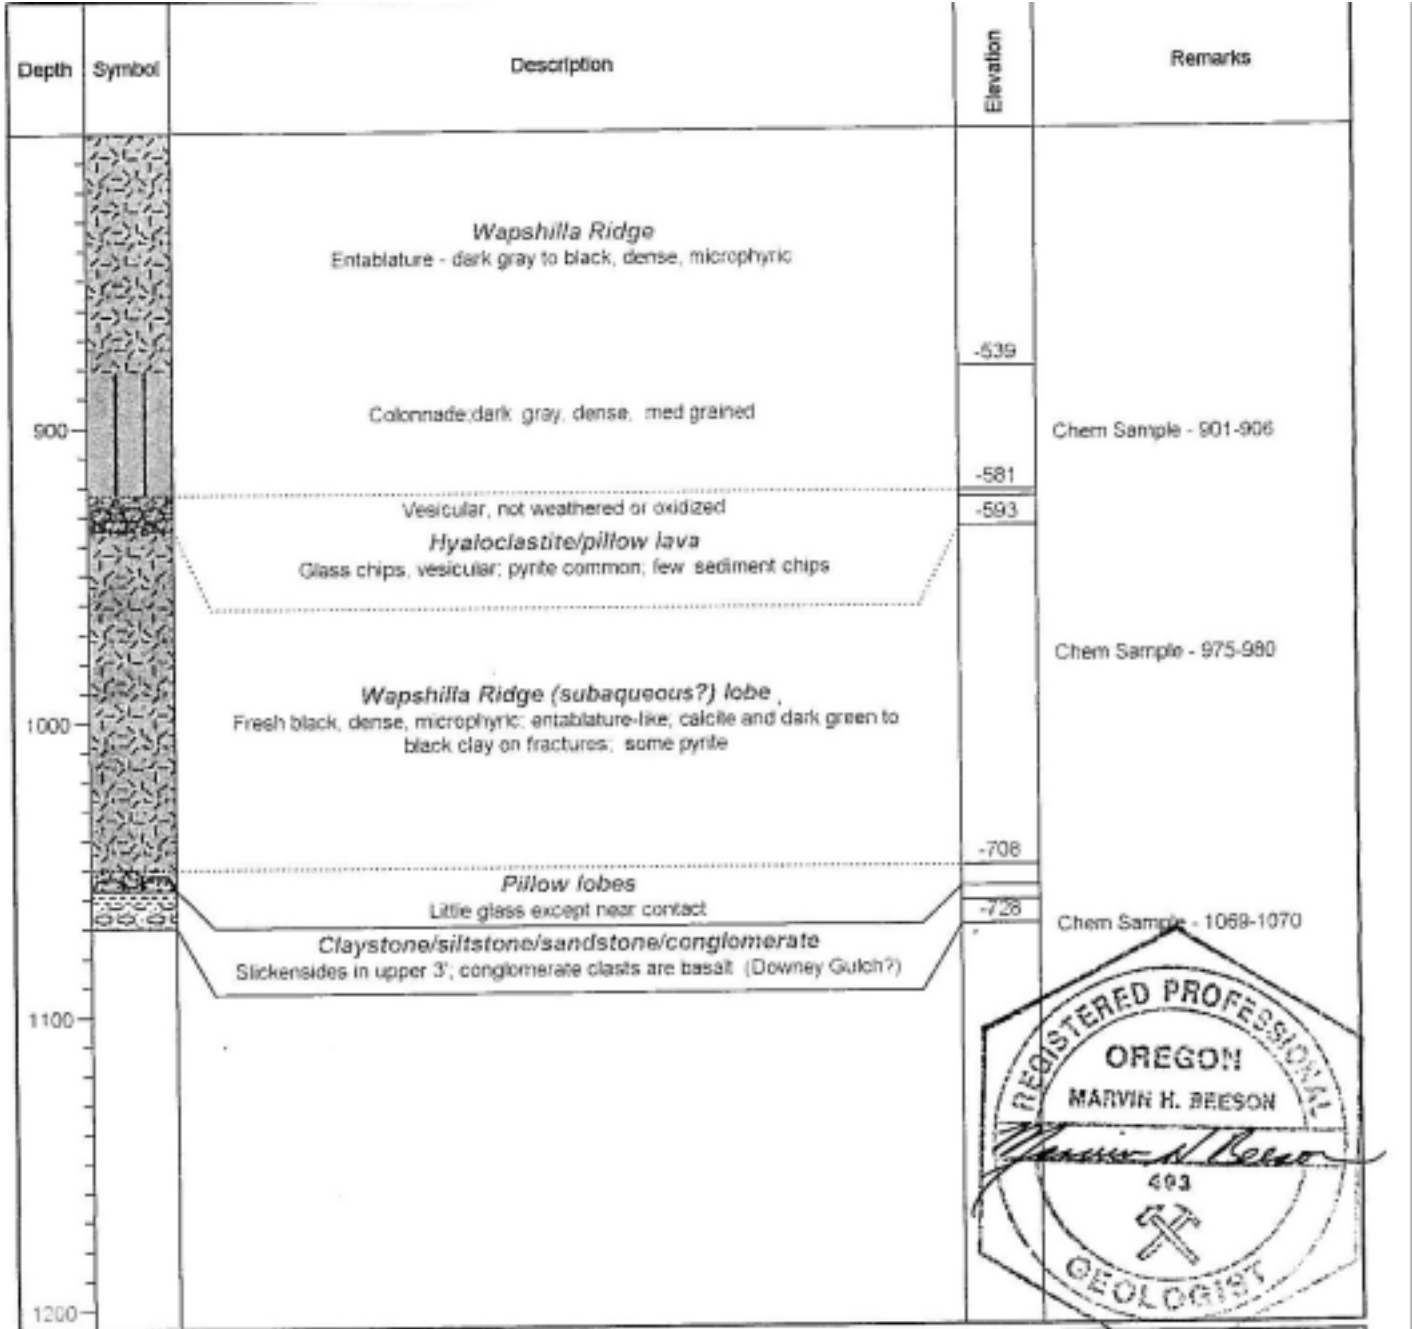 Depth Symbol Description Elevation Remarks
Wapshilla Ridge
Entablature - dark gray to black, dense, microphyric
-539
Colonnade;dark gray, dense, med grained
900
Chem Sample - 901-906
-581
Vesicular, not weathered or oxidized
-593
Hyaloclastite/pillow lava
Glass chips, vesicular; pyrite common; few sediment chips
Chem Sample - 975-980
Wapshilla Ridge (subaqueous?) lobe
1000
Fresh black, dense, microphyric; entablature-like; calcite and dark green to
black clay on fractures; some pyrite
-708
Pillow lobes
Little glass except near contact
-728
Chem Sample - 1069-1070
Claystone/siltstone/sandstone/conglomerate
Slickensides in upper 3'; conglomerate clasts are basalt (Downey Gulch?)
1100
REGISTERED PROFESSIONAL
OREGON
MARVIN H. BEESON
Marvin H Beeson
493
GEOLOGIST
1200